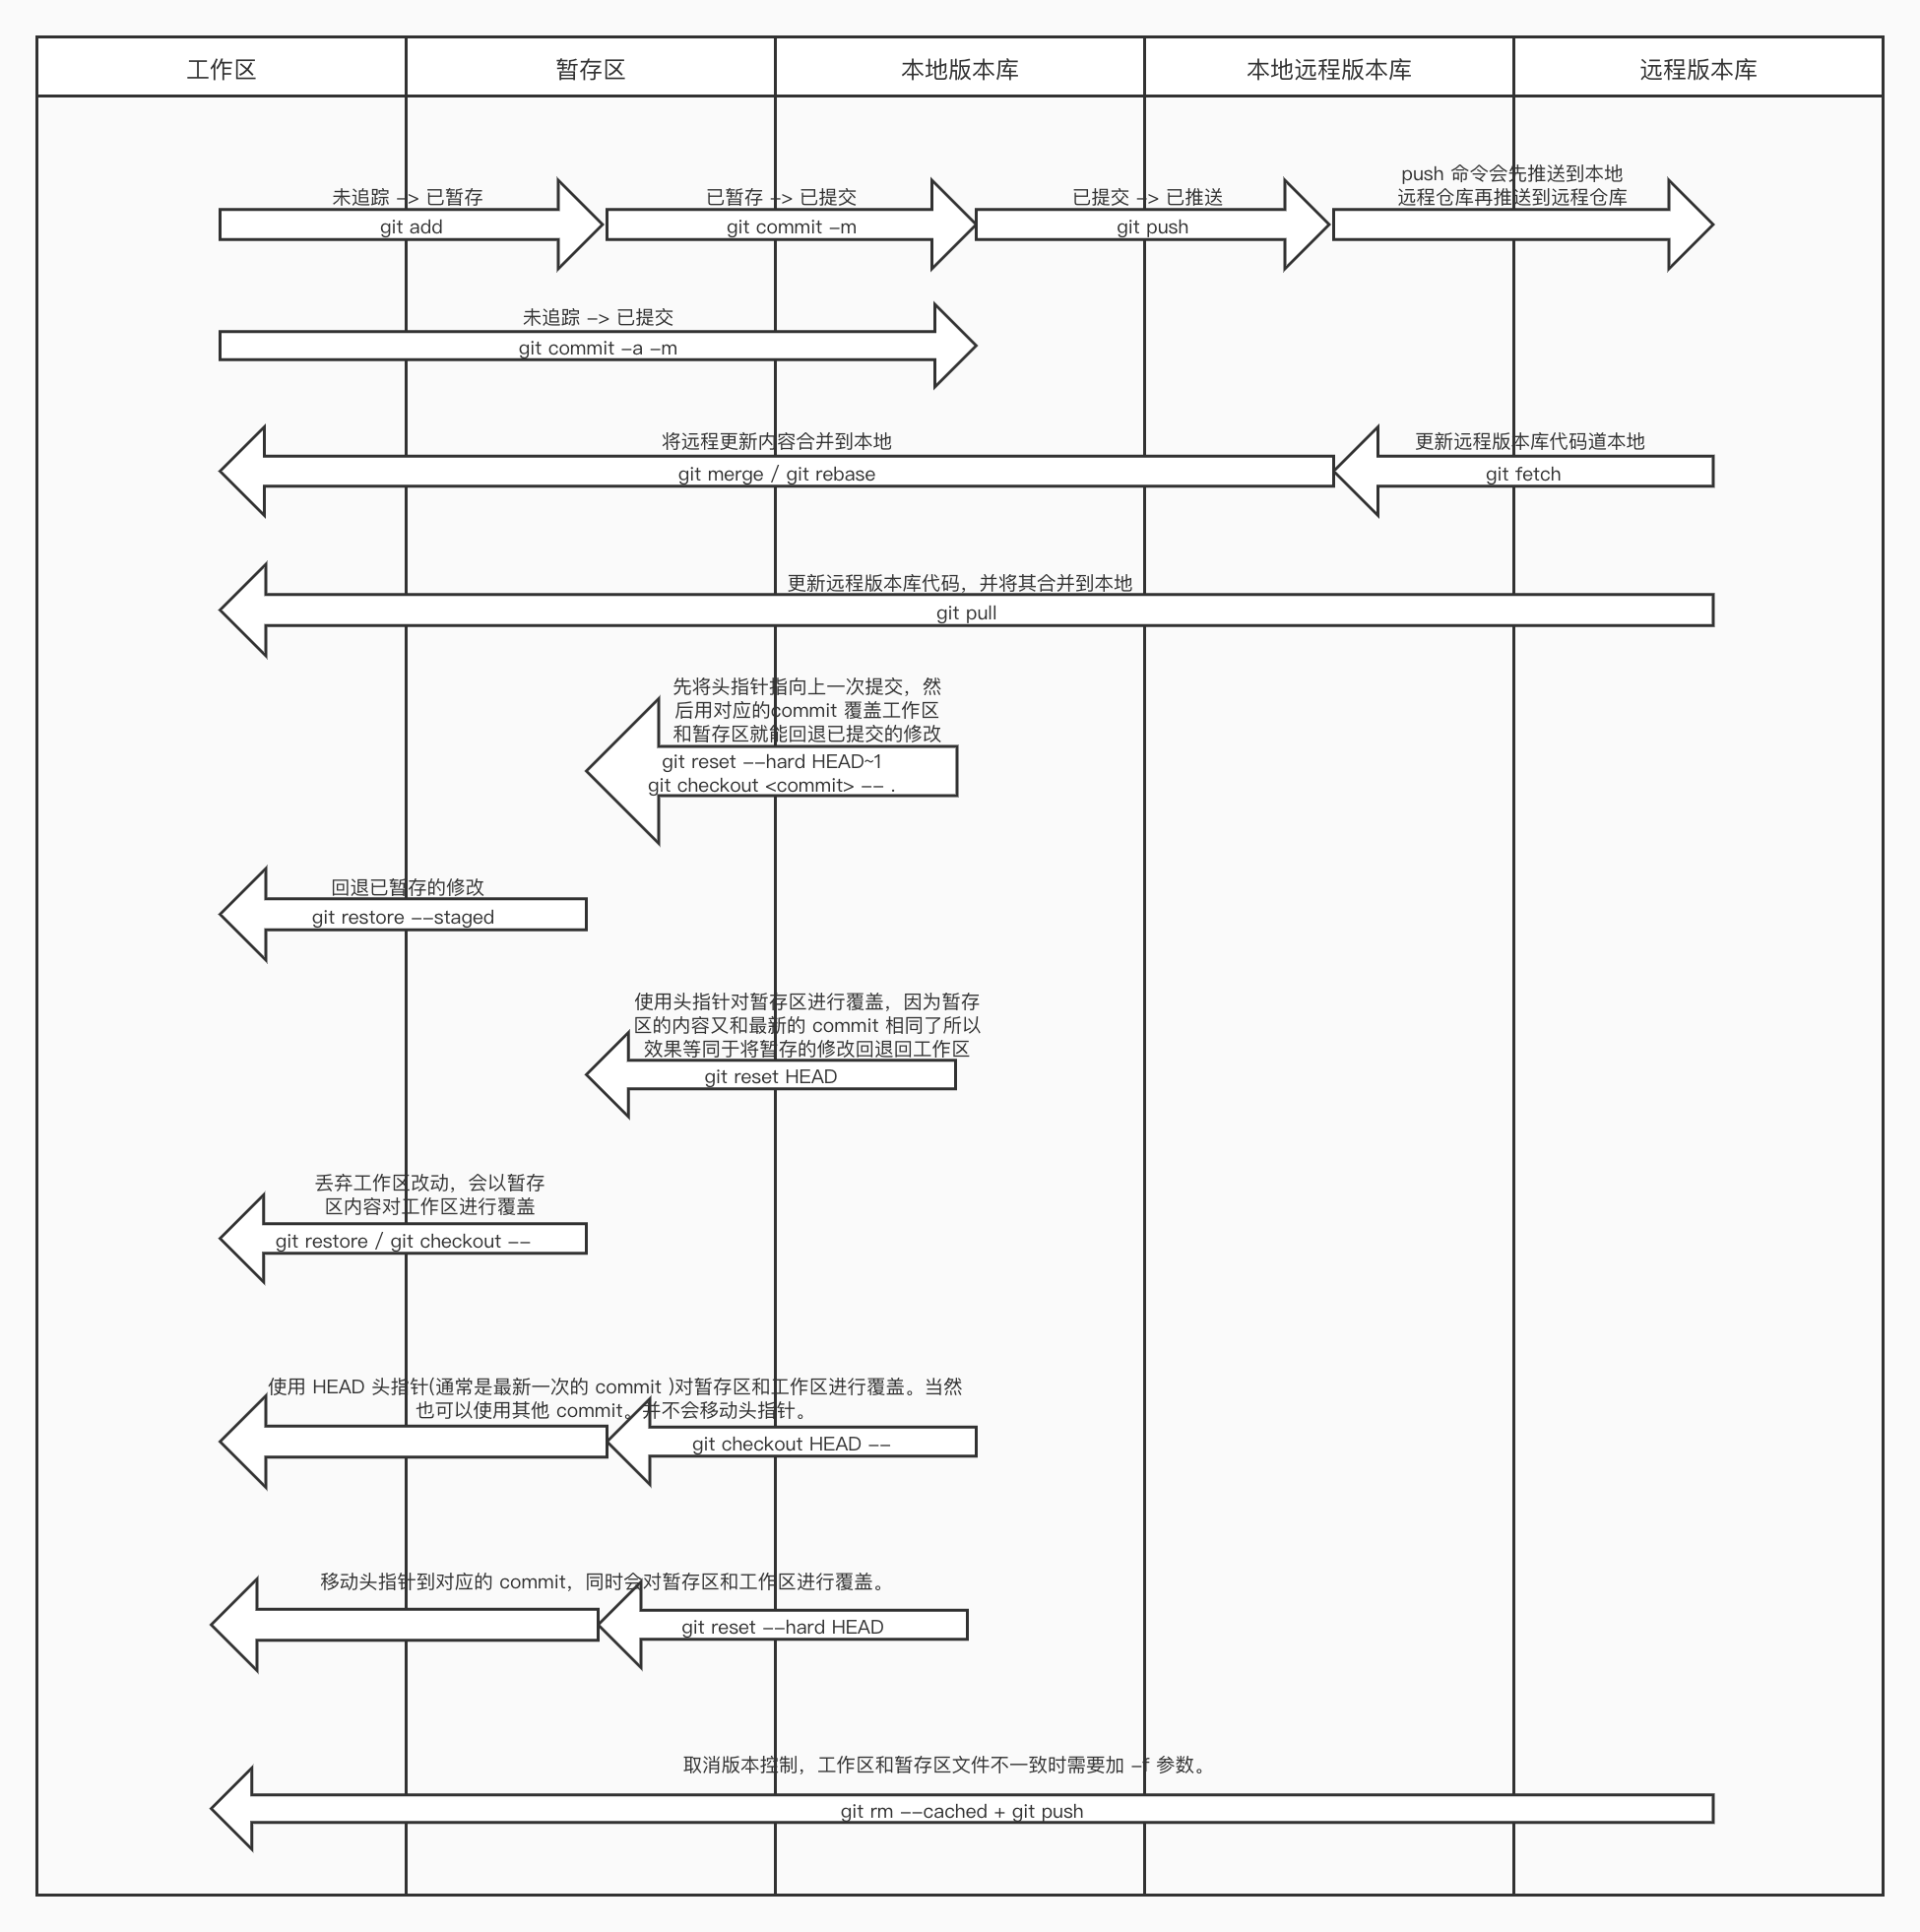 工作区
暂存区
本地版本库
本地远程版本库
远程版本库
未追踪 -> 已暂存
git add
已暂存 -> 已提交
git commit -m
已提交 -> 已推送
git push
push 命令会先推送到本地
远程仓库再推送到远程仓库
未追踪 -> 已提交
git commit -a -m
将远程更新内容合并到本地
git merge / git rebase
更新远程版本库代码道本地
git fetch
更新远程版本库代码，并将其合并到本地
git pull
先将头指针指向上一次提交，然
后用对应的commit 覆盖工作区
和暂存区就能回退已提交的修改
git reset --hard HEAD~1
git checkout <commit> -- .
回退已暂存的修改
git restore --staged
使用头指针对暂存区进行覆盖，因为暂存
区的内容又和最新的 commit 相同了所以
效果等同于将暂存的修改回退回工作区
git reset HEAD
丢弃工作区改动，会以暂存
区内容对工作区进行覆盖
git restore / git checkout --
使用 HEAD 头指针(通常是最新一次的 commit )对暂存区和工作区进行覆盖。当然
也可以使用其他 commit。并不会移动头指针。
git checkout HEAD --
移动头指针到对应的 commit，同时会对暂存区和工作区进行覆盖。
git reset --hard HEAD
取消版本控制，工作区和暂存区文件不一致时需要加 -f 参数。
git rm --cached + git push